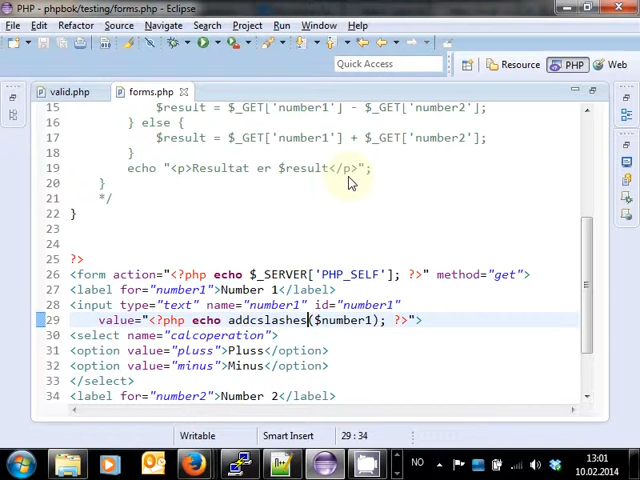 PHP - phpbok/testing/forms.php - Eclipse
File Edit Refactor Source Navigate Search Project Run Window Help
Quick Access
Resource PHP Web
valid.php forms.php
15 $result = $_GET['number1'] - $_GET['number2'];
16 } else {
17 $result = $_GET['number1'] + $_GET['number2'];
18 }
19 echo "<p>Resultat er $result</p>";
20 }
21 */
22 }
23
24
25 ?>
26 <form action="<?php echo $_SERVER['PHP_SELF']; ?>" method="get">
27 <label for="number1">Number 1</label>
28 <input type="text" name="number1" id="number1"
29 value="<?php echo addcslashes($number1); ?>">
30 <select name="calcoperation">
31 <option value="pluss">Pluss</option>
32 <option value="minus">Minus</option>
33 </select>
34 <label for="number2">Number 2</label>
Writable Smart Insert 29 : 34
NO 13:01
10.02.2014